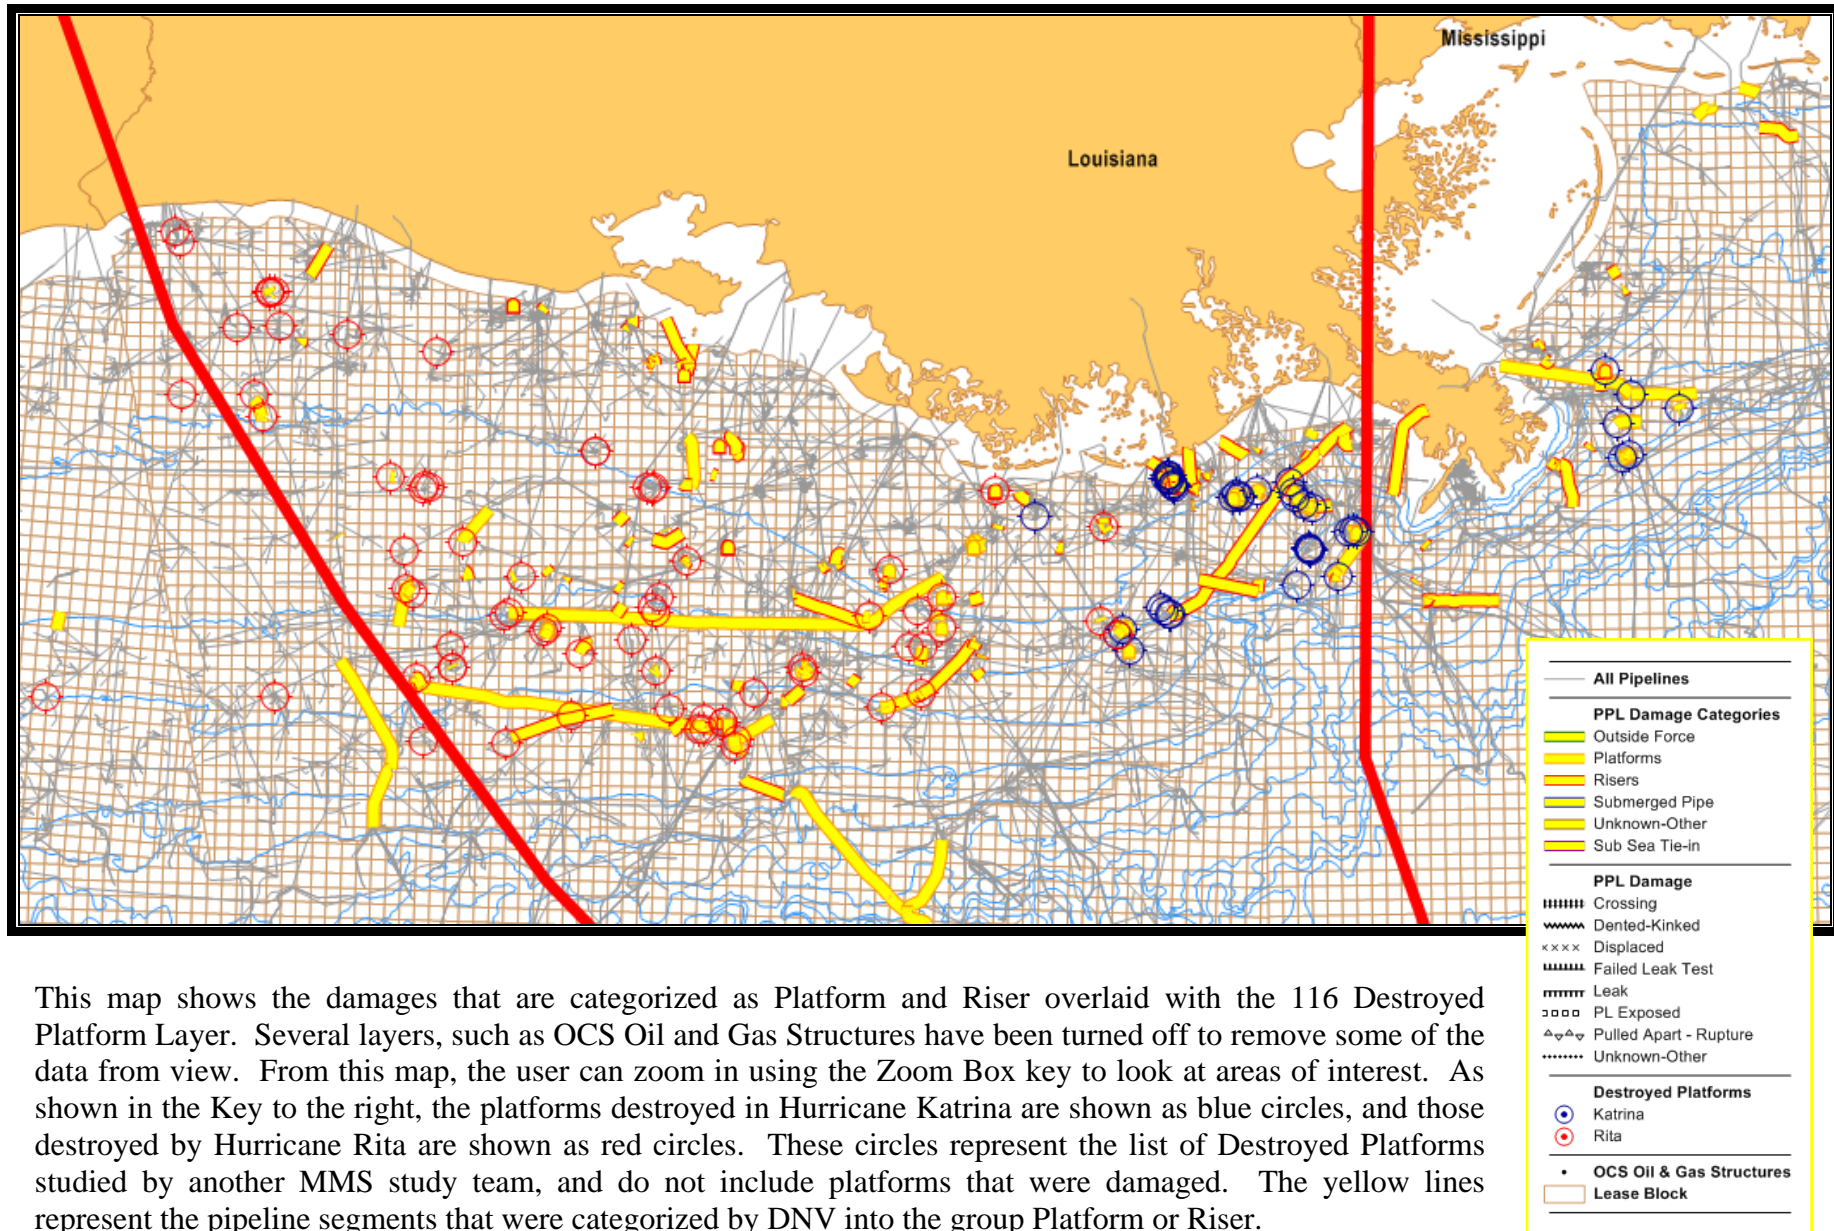 Mississippi
Louisiana
All Pipelines
PPL Damage Categories
Outside Force
Platforms
Risers
Submerged Pipe
Unknown-Other
Sub Sea Tie-in
PPL Damage
Crossing
Dented-Kinked
Displaced
Failed Leak Test
Leak
PL Exposed
Pulled Apart - Rupture
Unknown-Other
Destroyed Platforms
Katrina
Rita
OCS Oil & Gas Structures
Lease Block
This map shows the damages that are categorized as Platform and Riser overlaid with the 116 Destroyed
Platform Layer. Several layers, such as OCS Oil and Gas Structures have been turned off to remove some of the
data from view. From this map, the user can zoom in using the Zoom Box key to look at areas of interest. As
shown in the Key to the right, the platforms destroyed in Hurricane Katrina are shown as blue circles, and those
destroyed by Hurricane Rita are shown as red circles. These circles represent the list of Destroyed Platforms
studied by another MMS study team, and do not include platforms that were damaged. The yellow lines
represent the pipeline segments that were categorized by DNV into the group Platform or Riser.